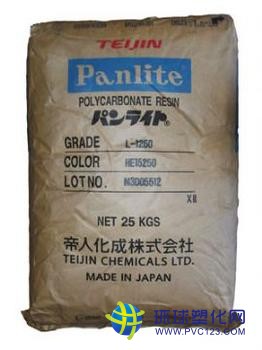 TEIJIN
Panlite
POLYCARBONATE RESIN
パンライト®
GRADE L-1250
COLOR HE15250
LOT NO. M3D05512
XⅡ
NET 25 KGS
帝人化成株式会社
TEIJIN CHEMICALS LTD.
MADE IN JAPAN
环球塑化网
WWW.PVC123.COM